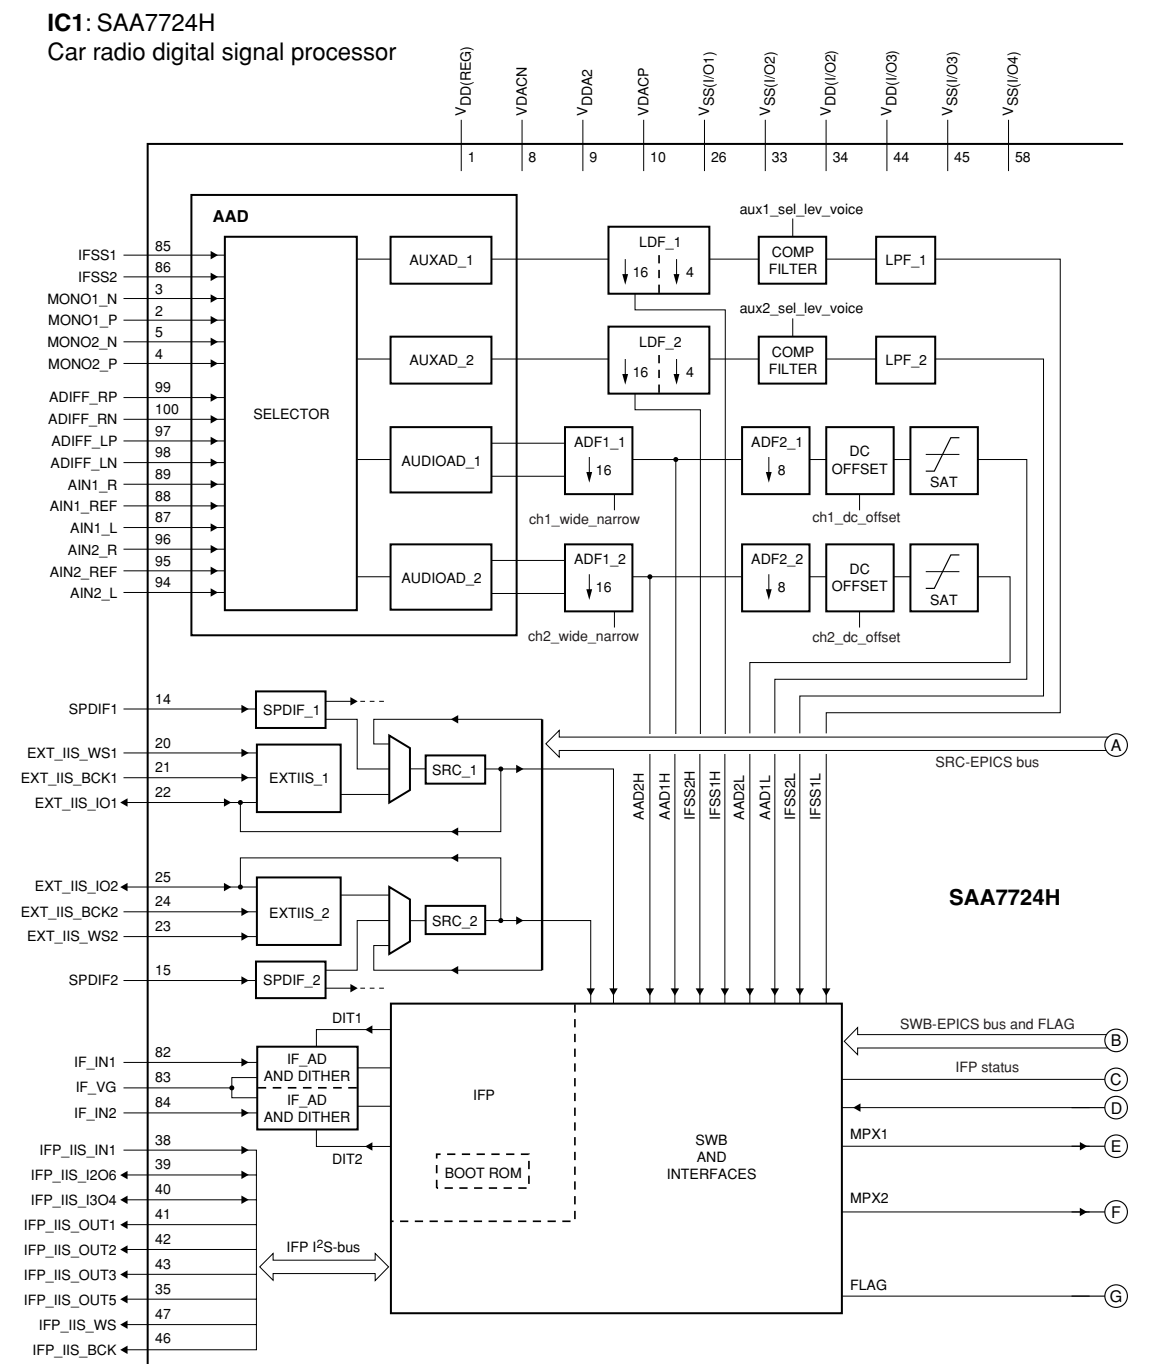 IC1: SAA7724H
Car radio digital signal processor
VDD(REG)
VDACN
VDDA2
VDACP
VSS(I/O1)
VSS(I/O2)
VDD(I/O2)
VDD(I/O3)
VSS(I/O3)
VSS(I/O4)
1 8 9 10 26 33 34 44 45 58
AAD
SELECTOR
IFSS1 85
IFSS2 86
MONO1_N 3
MONO1_P 2
MONO2_N 5
MONO2_P 4
ADIFF_RP 99
ADIFF_RN 100
ADIFF_LP 97
ADIFF_LN 98
AIN1_R 89
AIN1_REF 88
AIN1_L 87
AIN2_R 96
AIN2_REF 95
AIN2_L 94
AUXAD_1
AUXAD_2
AUDIOAD_1
AUDIOAD_2
LDF_1
16 4
aux1_sel_lev_voice
COMP
FILTER
LPF_1
LDF_2
16 4
aux2_sel_lev_voice
COMP
FILTER
LPF_2
ADF1_1
16
ch1_wide_narrow
ADF2_1
8
DC
OFFSET
ch1_dc_offset
SAT
ADF1_2
16
ch2_wide_narrow
ADF2_2
8
DC
OFFSET
ch2_dc_offset
SAT
SPDIF1 14
SPDIF_1
EXT_IIS_WS1 20
EXT_IIS_BCK1 21
EXT_IIS_IO1 22
EXTIIS_1
SRC_1
A
SRC-EPICS bus
AAD2H
AAD1H
IFSS2H
IFSS1H
AAD2L
AAD1L
IFSS2L
IFSS1L
EXT_IIS_IO2 25
EXT_IIS_BCK2 24
EXT_IIS_WS2 23
EXTIIS_2
SRC_2
SPDIF2 15
SPDIF_2
SAA7724H
DIT1
IF_IN1 82
IF_VG 83
IF_IN2 84
IF_AD
AND DITHER
IF_AD
AND DITHER
DIT2
IFP
BOOT ROM
SWB
AND
INTERFACES
SWB-EPICS bus and FLAG
B
IFP status
C
D
MPX1
E
MPX2
F
FLAG
G
IFP_IIS_IN1 38
IFP_IIS_I2O6 39
IFP_IIS_I3O4 40
IFP_IIS_OUT1 41
IFP_IIS_OUT2 42
IFP_IIS_OUT3 43
IFP_IIS_OUT5 35
IFP_IIS_WS 47
IFP_IIS_BCK 46
IFP I²S-bus